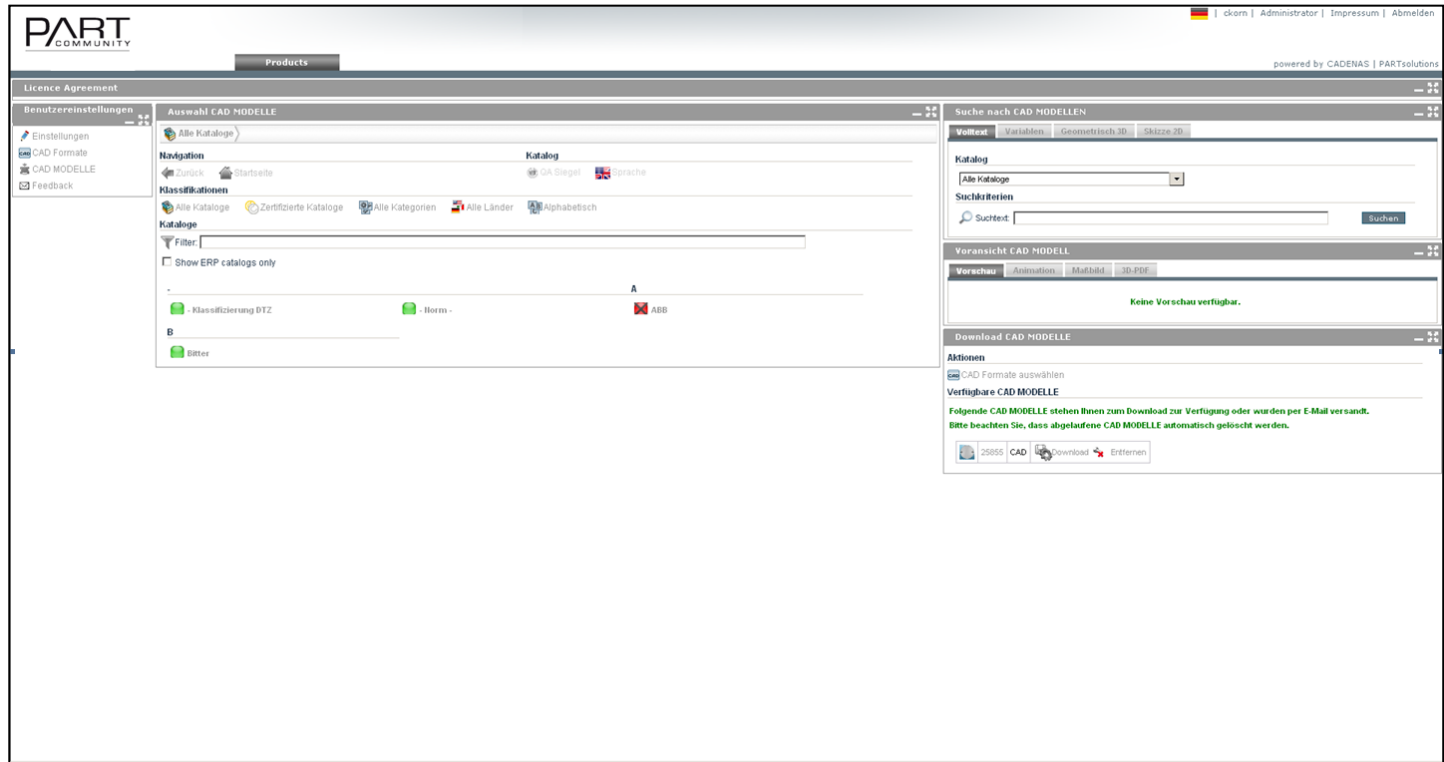 ckorn | Administrator | Impressum | Abmelden
PART
COMMUNITY
Products
powered by CADENAS | PARTsolutions
Licence Agreement
Benutzereinstellungen
Einstellungen
CAD Formate
CAD MODELLE
Feedback
Auswahl CAD MODELLE
Alle Kataloge
Navigation
Katalog
Zurück Startseite
QA Siegel Sprache
Klassifikationen
Alle Kataloge Zertifizierte Kataloge Alle Kategorien Alle Länder Alphabetisch
Kataloge
Filter:
Show ERP catalogs only
-
A
- Klassifizierung DTZ
- Norm -
ABB
B
Bitter
Suche nach CAD MODELLEN
Volltext Variablen Geometrisch 3D Skizze 2D
Katalog
Alle Kataloge
Suchkriterien
Suchtext: Suchen
Voransicht CAD MODELL
Vorschau Animation Maßbild 3D-PDF
Keine Vorschau verfügbar.
Download CAD MODELLE
Aktionen
CAD CAD Formate auswählen
Verfügbare CAD MODELLE
Folgende CAD MODELLE stehen Ihnen zum Download zur Verfügung oder wurden per E-Mail versandt.
Bitte beachten Sie, dass abgelaufene CAD MODELLE automatisch gelöscht werden.
25855 CAD Download Entfernen